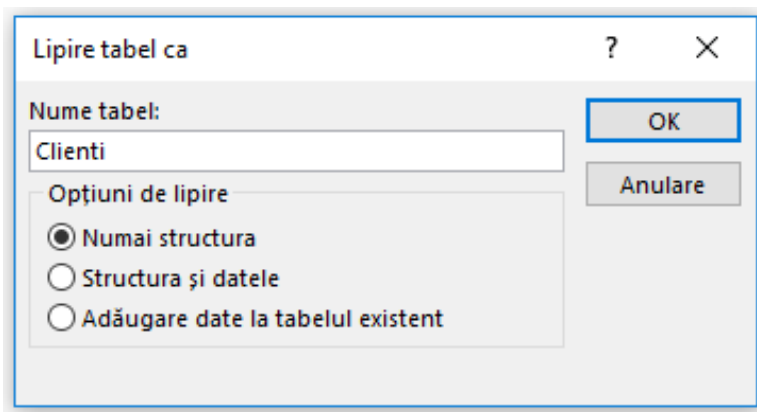 Lipire tabel ca
Nume tabel:
OK
Clienti
Anulare
Opțiuni de lipire
Numai structura
Structura și datele
Adăugare date la tabelul existent